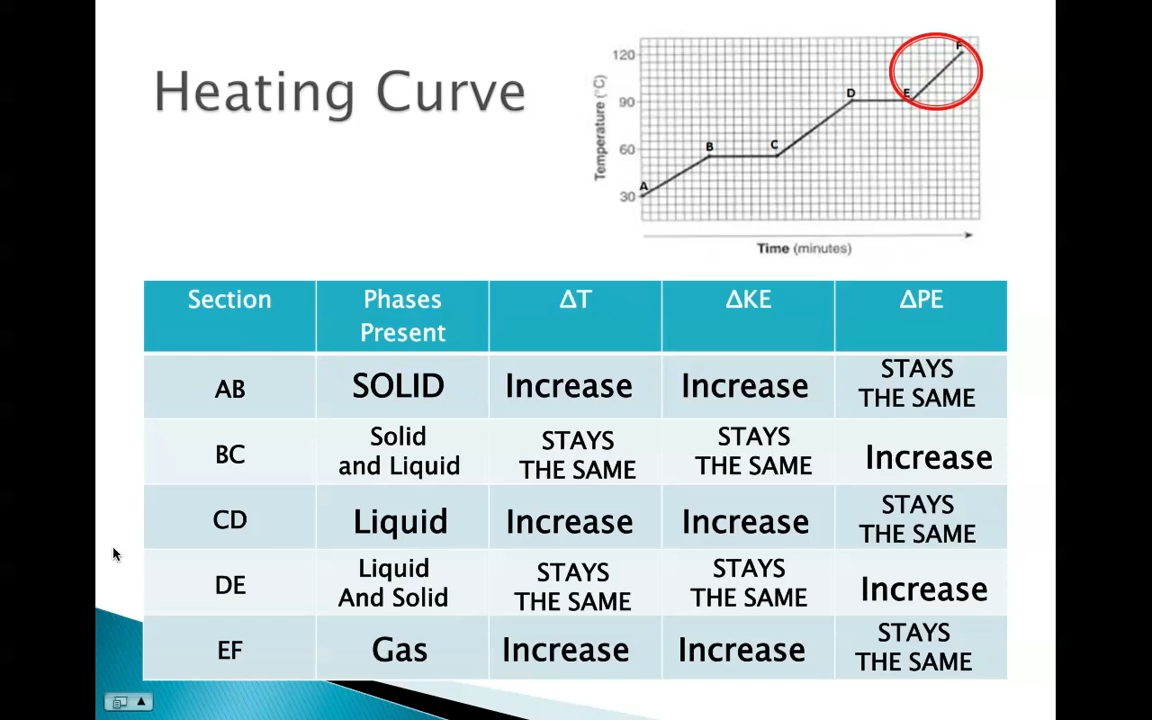 Heating Curve
120
90
60
30
Temperature (°C)
A
B
C
D
E
F
Time (minutes)
Section
Phases
Present
ΔT
ΔKE
ΔPE
AB
SOLID
Increase
Increase
STAYS
THE SAME
BC
Solid
and Liquid
STAYS
THE SAME
STAYS
THE SAME
Increase
CD
Liquid
Increase
Increase
STAYS
THE SAME
DE
Liquid
And Solid
STAYS
THE SAME
STAYS
THE SAME
Increase
EF
Gas
Increase
Increase
STAYS
THE SAME